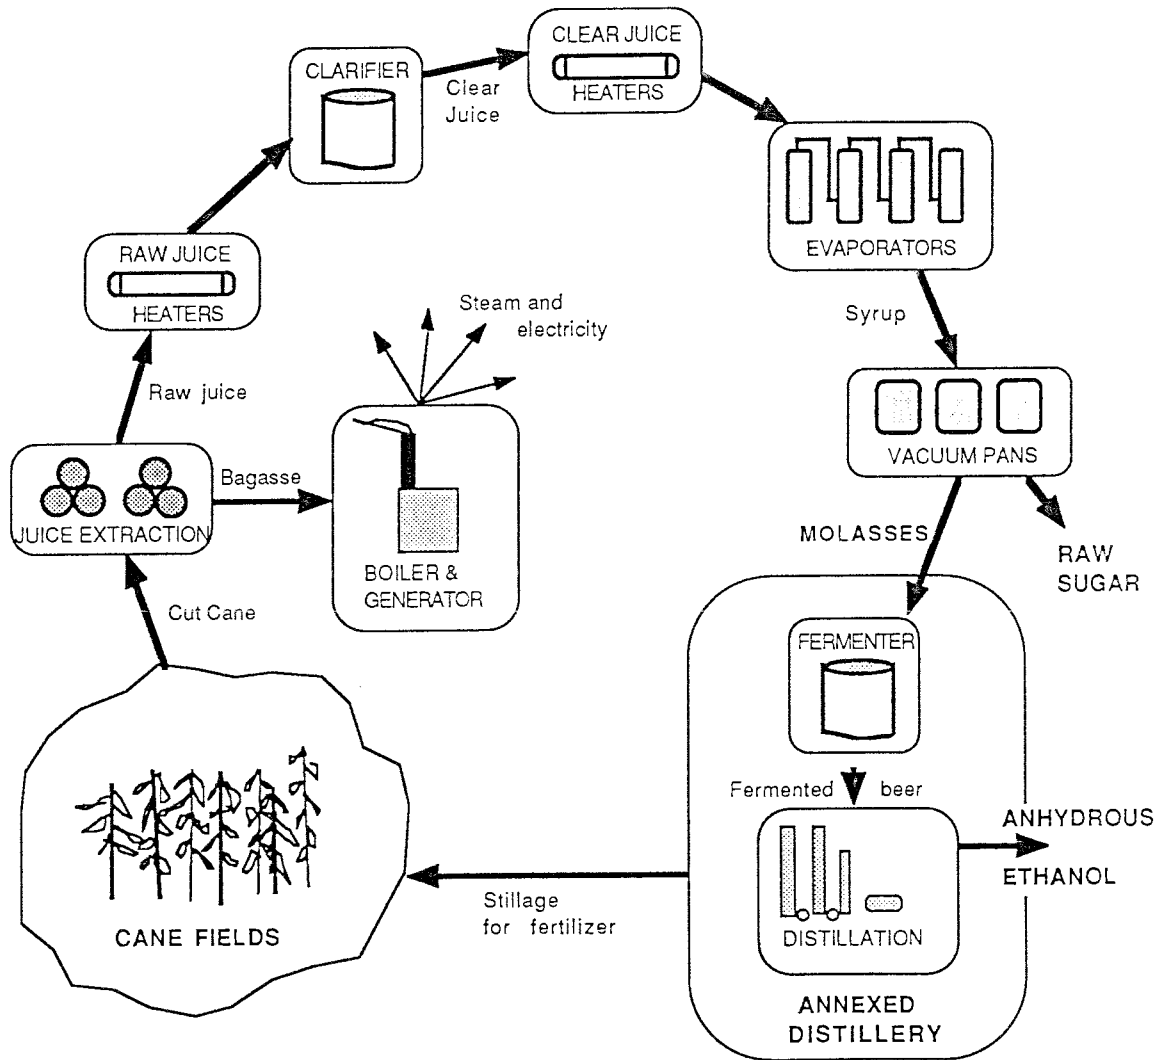 CLEAR JUICE
HEATERS
CLARIFIER
Clear
Juice
EVAPORATORS
RAW JUICE
HEATERS
Steam and
electricity
Syrup
Raw juice
VACUUM PANS
Bagasse
JUICE EXTRACTION
MOLASSES
RAW
SUGAR
BOILER &
GENERATOR
Cut Cane
FERMENTER
Fermented beer
ANHYDROUS
ETHANOL
Stillage
for fertilizer
DISTILLATION
CANE FIELDS
ANNEXED
DISTILLERY